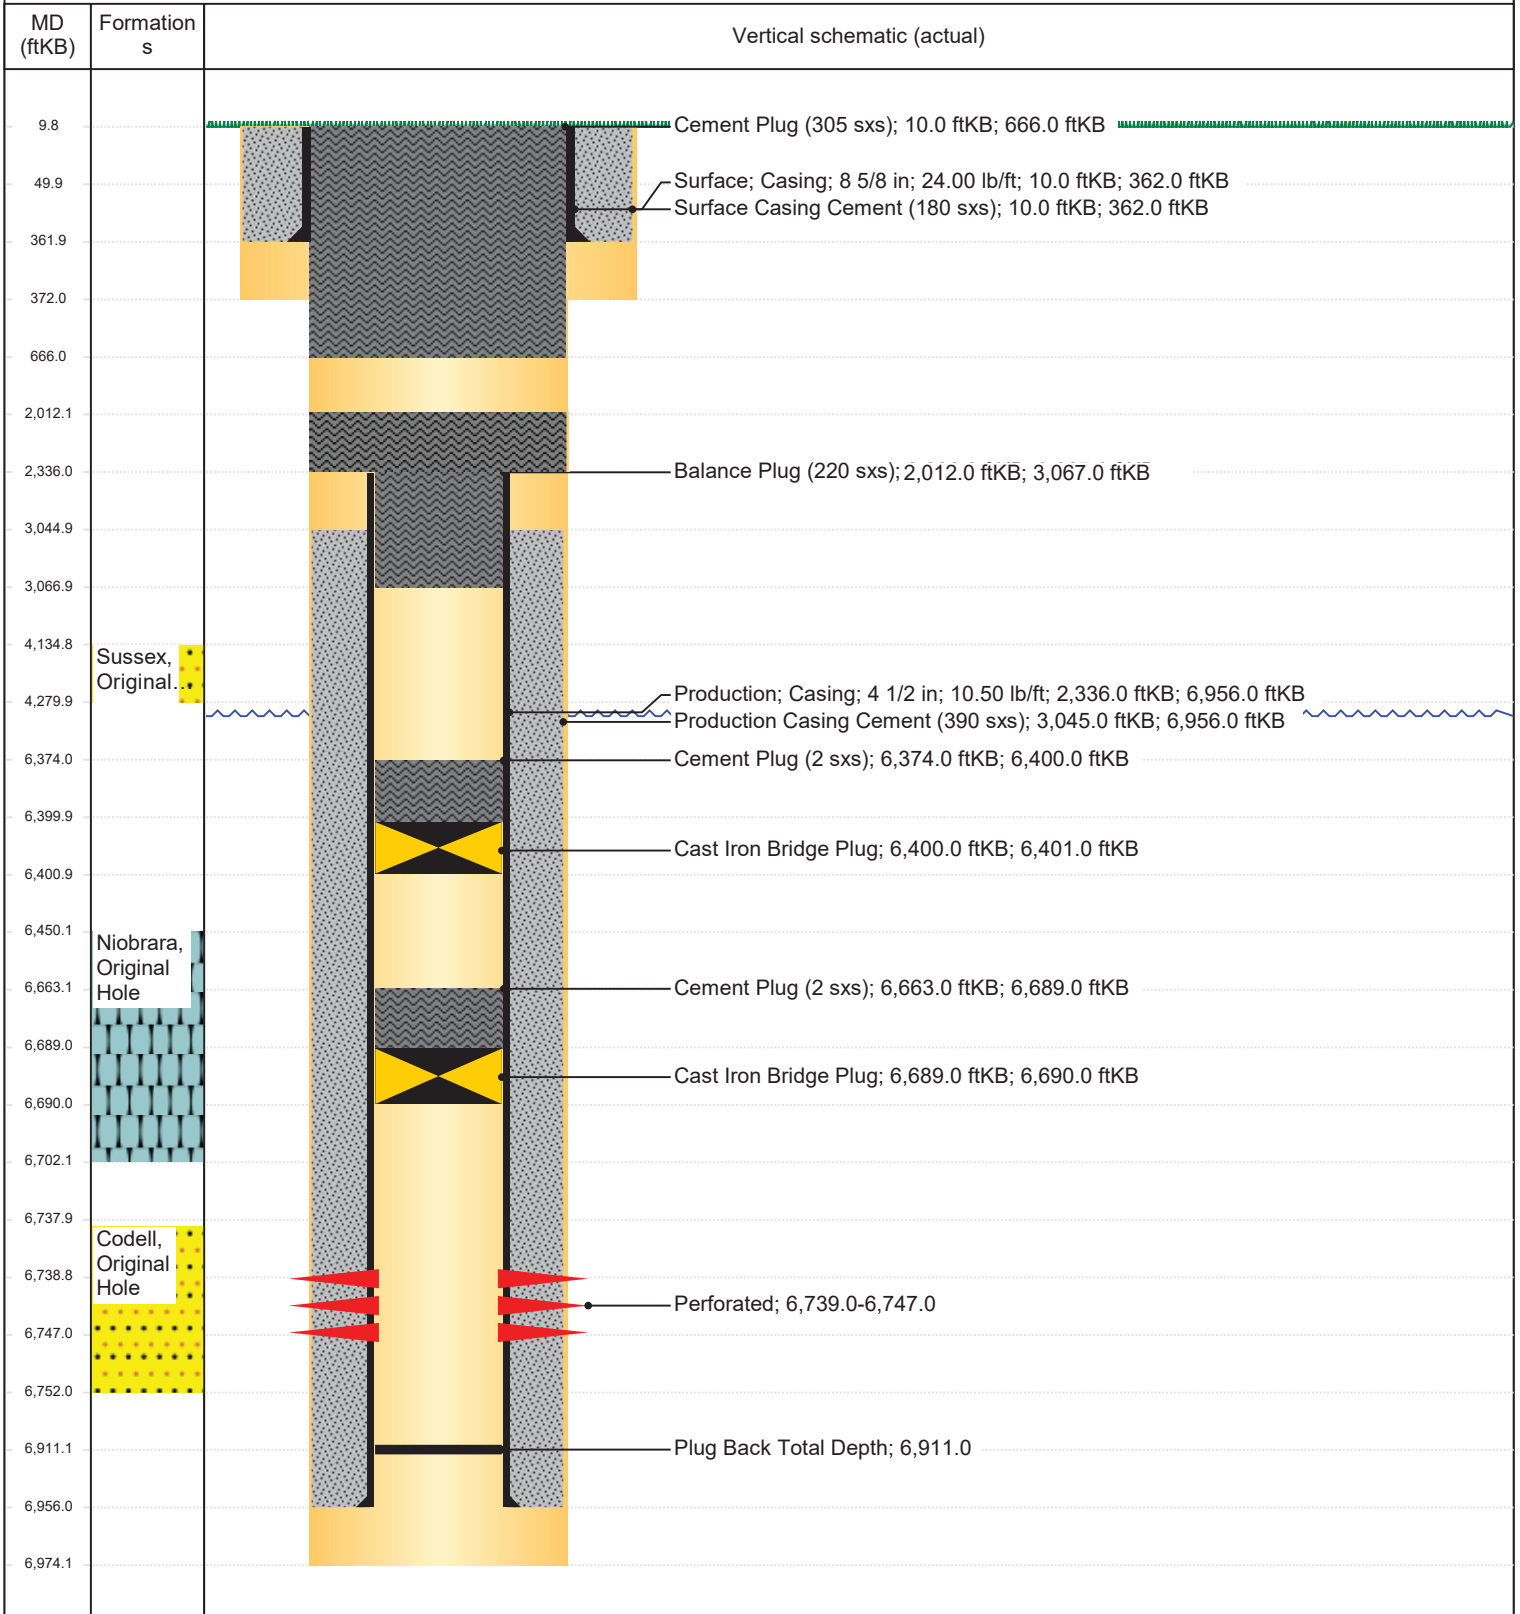 MD
(ftKB)
Formation
s
Vertical schematic (actual)
9.8
Cement Plug (305 sxs); 10.0 ftKB; 666.0 ftKB
49.9
Surface; Casing; 8 5/8 in; 24.00 lb/ft; 10.0 ftKB; 362.0 ftKB
Surface Casing Cement (180 sxs); 10.0 ftKB; 362.0 ftKB
361.9
372.0
666.0
2,012.1
2,336.0
Balance Plug (220 sxs); 2,012.0 ftKB; 3,067.0 ftKB
3,044.9
3,066.9
4,134.8
Sussex,
Original...
4,279.9
Production; Casing; 4 1/2 in; 10.50 lb/ft; 2,336.0 ftKB; 6,956.0 ftKB
Production Casing Cement (390 sxs); 3,045.0 ftKB; 6,956.0 ftKB
6,374.0
Cement Plug (2 sxs); 6,374.0 ftKB; 6,400.0 ftKB
6,399.9
Cast Iron Bridge Plug; 6,400.0 ftKB; 6,401.0 ftKB
6,400.9
6,450.1
Niobrara,
Original
Hole
6,663.1
Cement Plug (2 sxs); 6,663.0 ftKB; 6,689.0 ftKB
6,689.0
Cast Iron Bridge Plug; 6,689.0 ftKB; 6,690.0 ftKB
6,690.0
6,702.1
6,737.9
Codell,
Original
Hole
6,738.8
Perforated; 6,739.0-6,747.0
6,747.0
6,752.0
6,911.1
Plug Back Total Depth; 6,911.0
6,956.0
6,974.1